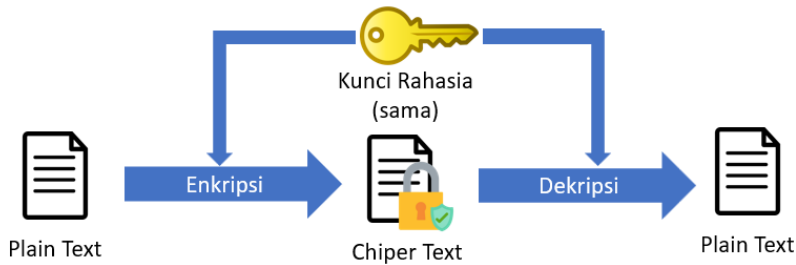 Kunci Rahasia
(sama)
Enkripsi
Dekripsi
Plain Text
Chiper Text
Plain Text